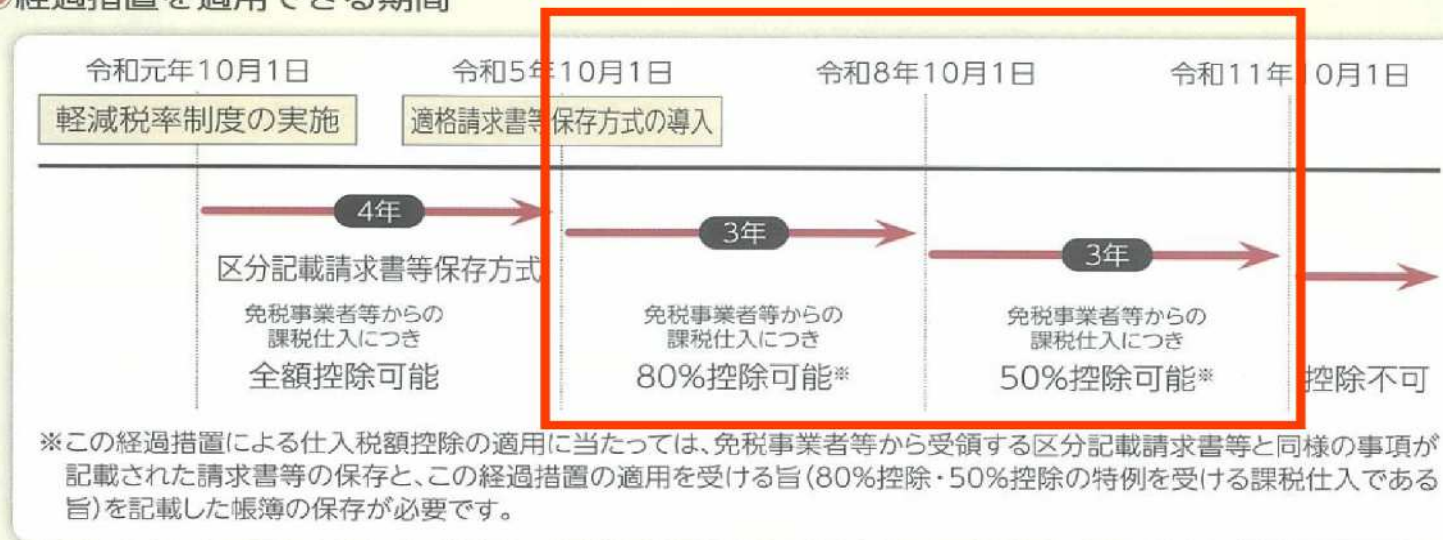 経過措置を適用できる期間
令和元年10月1日
令和5年10月1日
令和8年10月1日
令和11年10月1日
軽減税率制度の実施
適格請求書等保存方式の導入
4年
3年
3年
区分記載請求書等保存方式
免税事業者等からの
課税仕入につき
全額控除可能
免税事業者等からの
課税仕入につき
80%控除可能※
免税事業者等からの
課税仕入につき
50%控除可能※
控除不可
※この経過措置による仕入税額控除の適用に当たっては、免税事業者等から受領する区分記載請求書等と同様の事項が
記載された請求書等の保存と、この経過措置の適用を受ける旨(80%控除・50%控除の特例を受ける課税仕入である
旨)を記載した帳簿の保存が必要です。